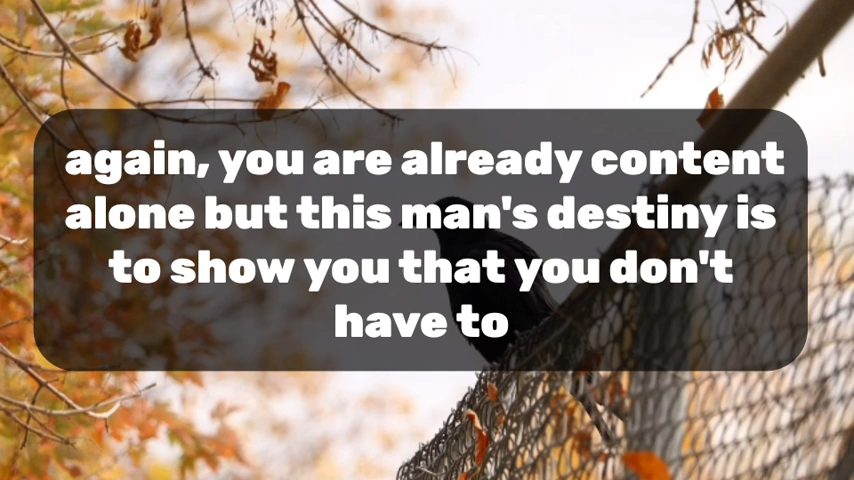 again, you are already content
alone but this man's destiny is
to show you that you don't
have to